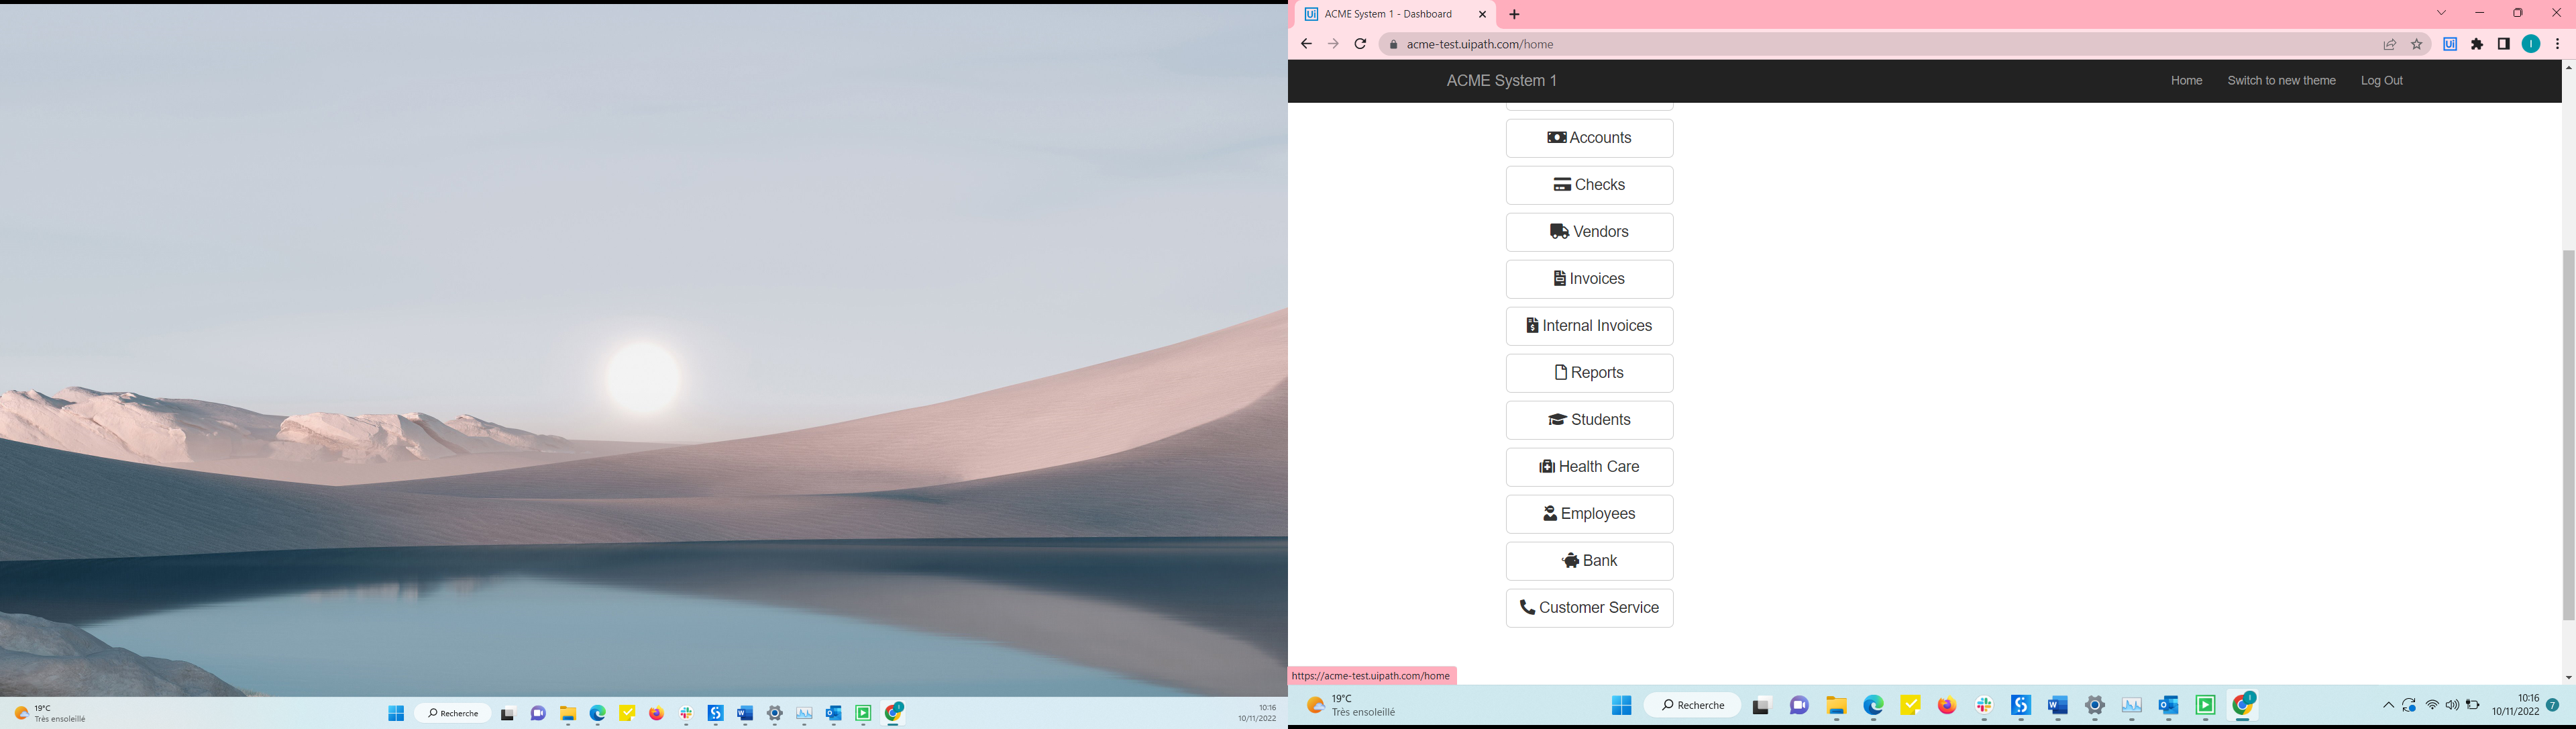 19°C
Très ensoleillé
Recherche
10:16
10/11/2022
ACME System 1 - Dashboard
acme-test.uipath.com/home
ACME System 1
Home
Switch to new theme
Log Out
Accounts
Checks
Vendors
Invoices
Internal Invoices
Reports
Students
Health Care
Employees
Bank
Customer Service
https://acme-test.uipath.com/home
19°C
Très ensoleillé
Recherche
10:16
10/11/2022
7